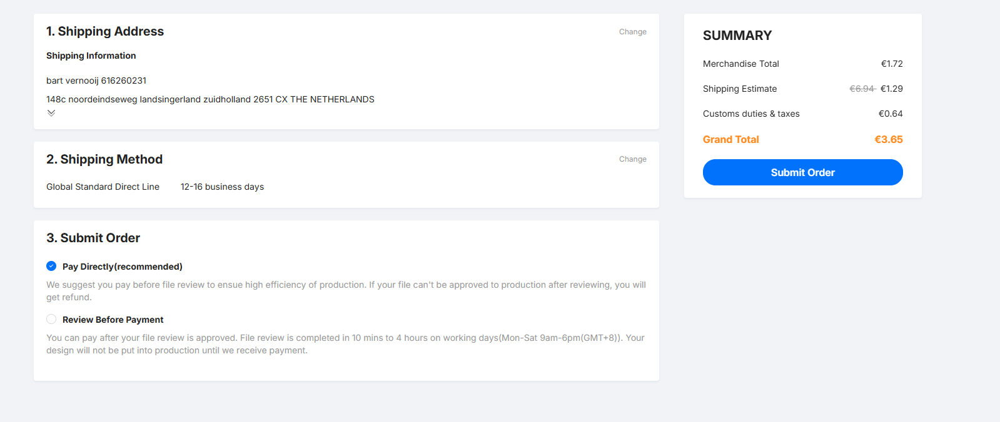 1. Shipping Address
Change
Shipping Information
bart vernooij 616260231
148c noordeindseweg landsingerland zuidholland 2651 CX THE NETHERLANDS
2. Shipping Method
Change
Global Standard Direct Line 12-16 business days
3. Submit Order
Pay Directly(recommended)
We suggest you pay before file review to ensue high efficiency of production. If your file can't be approved to production after reviewing, you will
get refund.
Review Before Payment
You can pay after your file review is approved. File review is completed in 10 mins to 4 hours on working days(Mon-Sat 9am-6pm(GMT+8)). Your
design will not be put into production until we receive payment.
SUMMARY
Merchandise Total €1.72
Shipping Estimate €6.94 €1.29
Customs duties & taxes €0.64
Grand Total €3.65
Submit Order